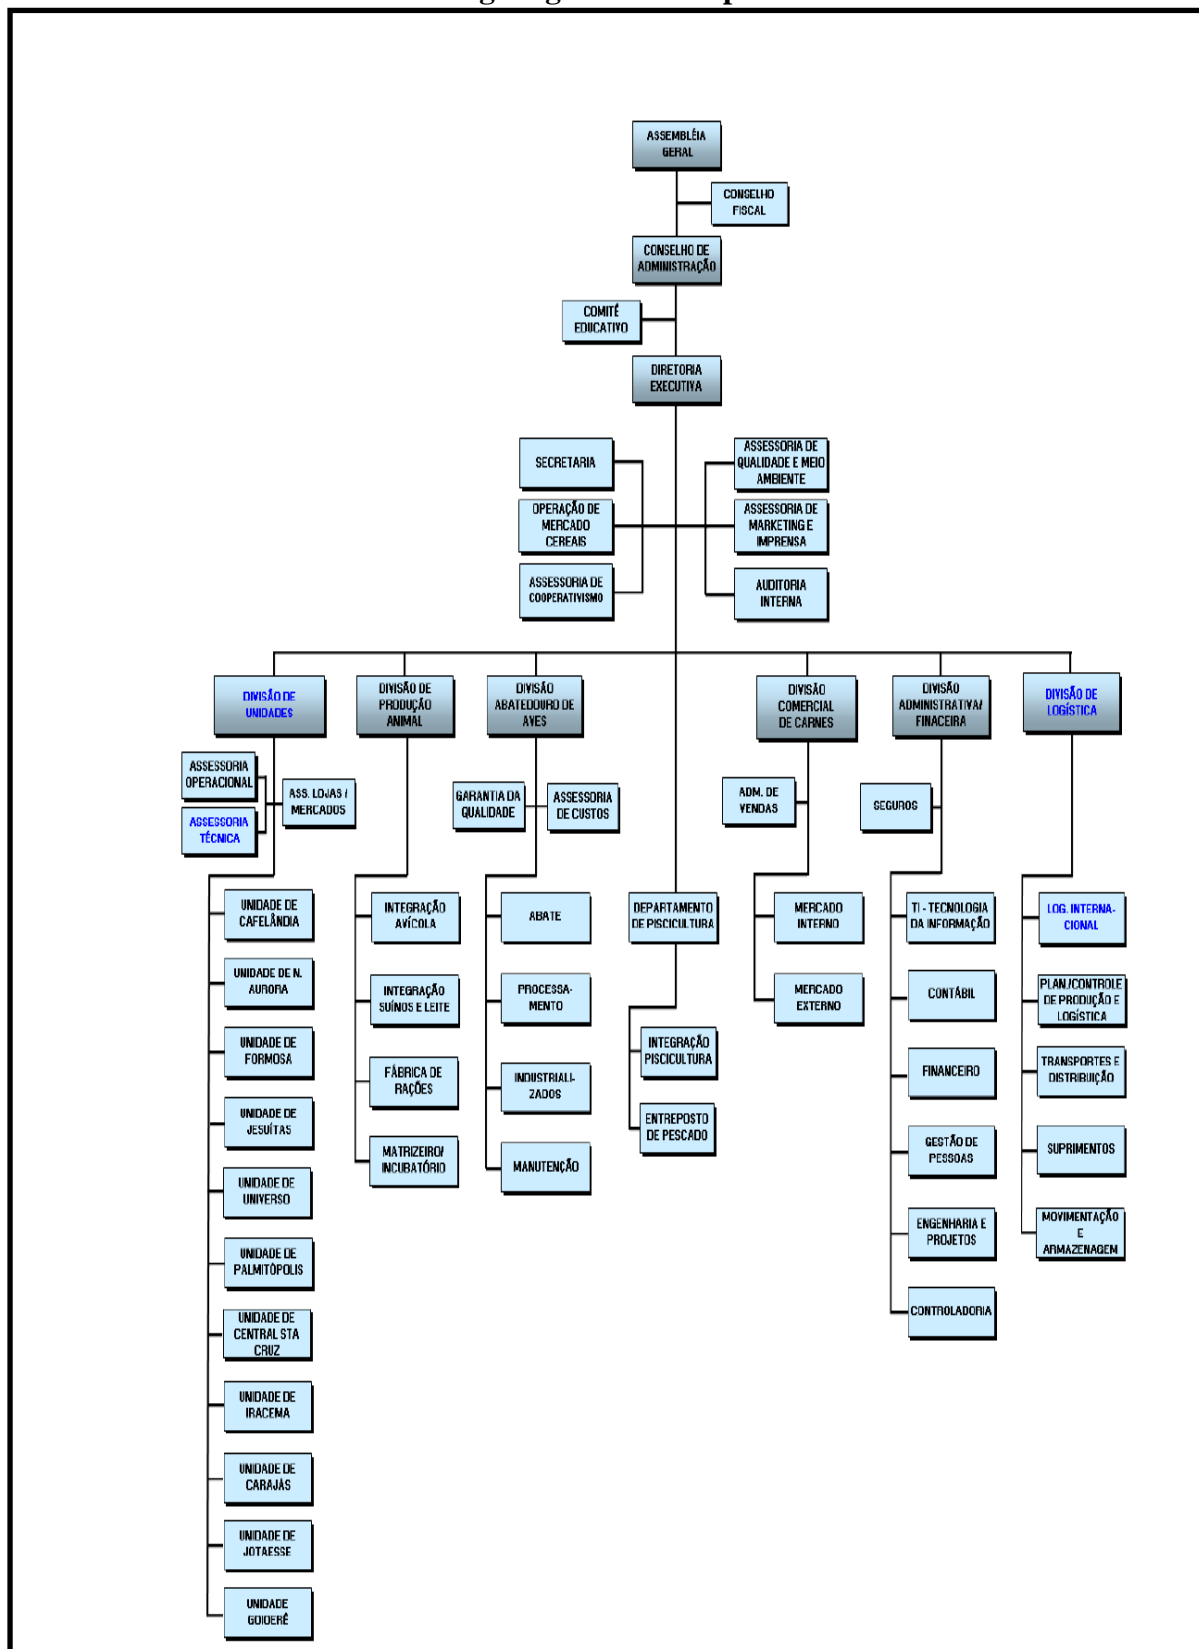 ASSEMBLÉIA
GERAL
CONSELHO
FISCAL
CONSELHO DE
ADMINISTRAÇÃO
COMITÊ
EDUCATIVO
DIRETORIA
EXECUTIVA
SECRETARIA
ASSESSORIA DE
QUALIDADE E MEIO
AMBIENTE
OPERAÇÃO DE
MERCADO
CEREAIS
ASSESSORIA DE
MARKETING E
IMPRENSA
ASSESSORIA DE
COOPERATIVISMO
AUDITORIA
INTERNA
DIVISÃO DE
UNIDADES
DIVISÃO DE
PRODUÇÃO
ANIMAL
DIVISÃO
ABATEDOURO DE
AVES
DIVISÃO
COMERCIAL
DE CARNES
DIVISÃO
ADMINISTRATIVA/
FINACEIRA
DIVISÃO DE
LOGÍSTICA
ASSESSORIA
OPERACIONAL
ASS. LOJAS /
MERCADOS
ASSESSORIA
TÉCNICA
GARANTIA DA
QUALIDADE
ASSESSORIA
DE CUSTOS
ADM. DE
VENDAS
SEGUROS
UNIDADE DE
CAFELÂNDIA
UNIDADE DE N.
AURORA
UNIDADE DE
FORMOSA
UNIDADE DE
JESUÍTAS
UNIDADE DE
UNIVERSO
UNIDADE DE
PALMITÓPOLIS
UNIDADE DE
CENTRAL STA
CRUZ
UNIDADE DE
IRACEMA
UNIDADE DE
CARAJÁS
UNIDADE DE
JOTAESSE
UNIDADE
GOIOERÊ
INTEGRAÇÃO
AVÍCOLA
INTEGRAÇÃO
SUÍNOS E LEITE
FÁBRICA DE
RAÇÕES
MATRIZEIRO/
INCUBATÓRIO
ABATE
PROCESSA-
MENTO
INDUSTRIALI-
ZADOS
MANUTENÇÃO
DEPARTAMENTO
DE PISCICULTURA
INTEGRAÇÃO
PISCICULTURA
ENTREPOSTO
DE PESCADO
MERCADO
INTERNO
MERCADO
EXTERNO
TI - TECNOLOGIA
DA INFORMAÇÃO
CONTÁBIL
FINANCEIRO
GESTÃO DE
PESSOAS
ENGENHARIA E
PROJETOS
CONTROLADORIA
LOG. INTERNA-
CIONAL
PLAN./CONTROLE
DE PRODUÇÃO E
LOGÍSTICA
TRANSPORTES E
DISTRIBUIÇÃO
SUPRIMENTOS
MOVIMENTAÇÃO
E
ARMAZENAGEM